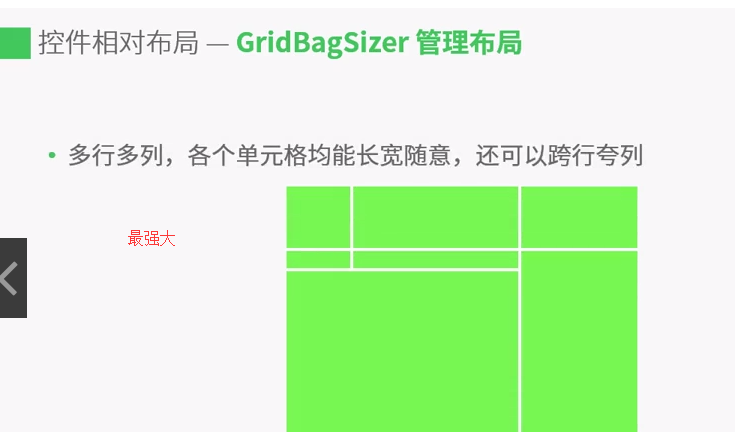 控件相对布局 — GridBagSizer 管理布局
• 多行多列，各个单元格均能长宽随意，还可以跨行夸列
最强大